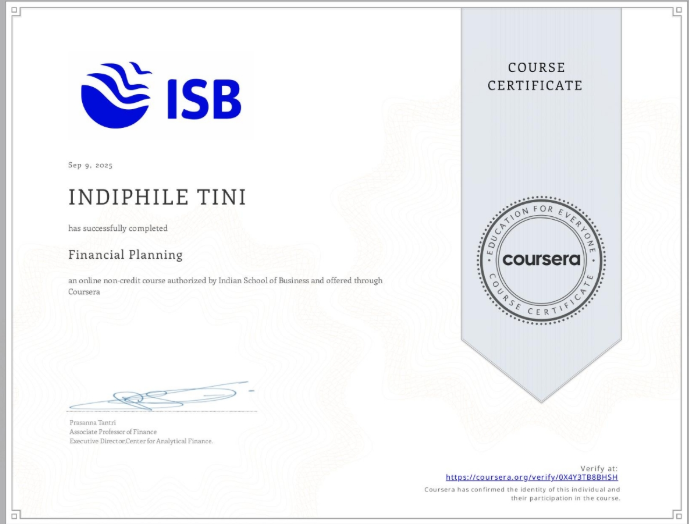 ISB
COURSE
CERTIFICATE
Sep 9, 2025
INDIPHILE TINI
has successfully completed
Financial Planning
an online non-credit course authorized by Indian School of Business and offered through
Coursera
EDUCATION FOR EVERYONE
coursera
COURSE CERTIFICATE
Prasanna Tantri
Associate Professor of Finance
Executive Director,Center for Analytical Finance.
Verify at:
https://coursera.org/verify/0X4Y3TB8BHSH
Coursera has confirmed the identity of this individual and
their participation in the course.